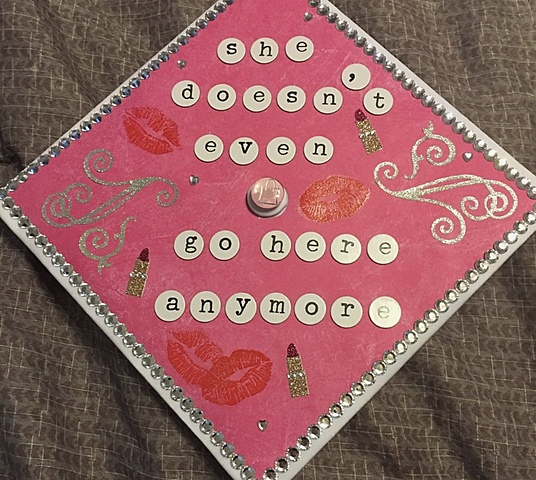 she
doesn't
even
go here
anymore